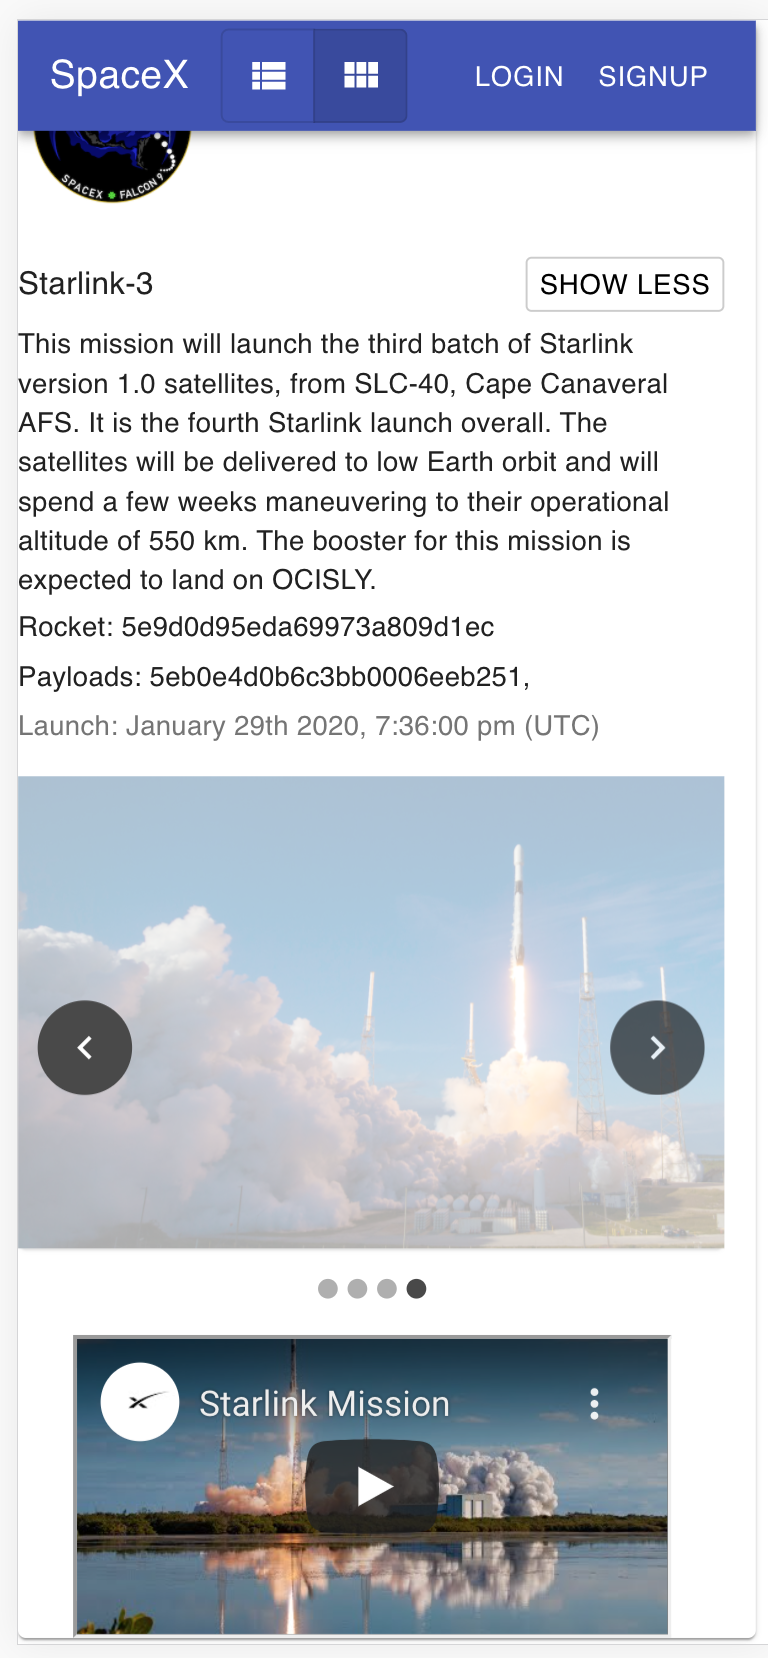 SpaceX
LOGIN
SIGNUP
SPACEX FALCON 9
Starlink-3
SHOW LESS
This mission will launch the third batch of Starlink
version 1.0 satellites, from SLC-40, Cape Canaveral
AFS. It is the fourth Starlink launch overall. The
satellites will be delivered to low Earth orbit and will
spend a few weeks maneuvering to their operational
altitude of 550 km. The booster for this mission is
expected to land on OCISLY.
Rocket: 5e9d0d95eda69973a809d1ec
Payloads: 5eb0e4d0b6c3bb0006eeb251,
Launch: January 29th 2020, 7:36:00 pm (UTC)
Starlink Mission